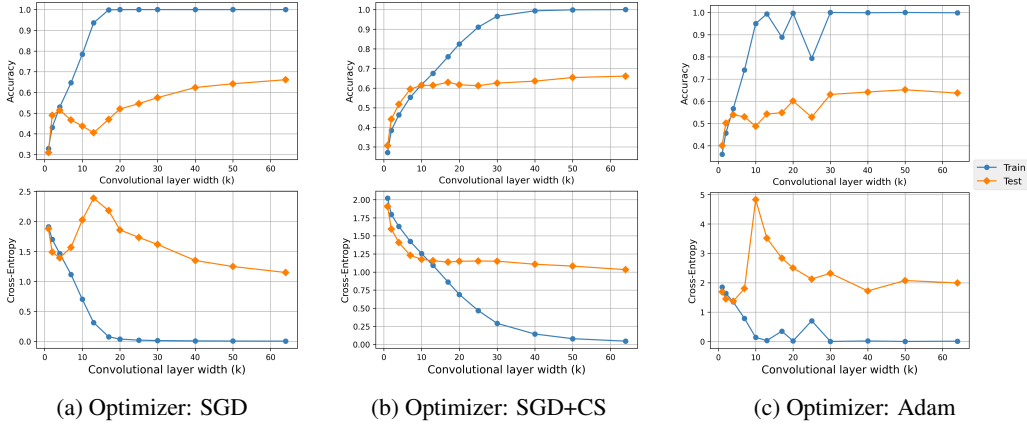 1.0
0.9
0.8
0.7
0.6
0.5
0.4
0.3
Accuracy
0 10 20 30 40 50 60
Convolutional layer width (k)
1.0
0.9
0.8
0.7
0.6
0.5
0.4
0.3
Accuracy
0 10 20 30 40 50 60
Convolutional layer width (k)
1.0
0.9
0.8
0.7
0.6
0.5
0.4
Accuracy
0 10 20 30 40 50 60
Convolutional layer width (k)
Train
Test
2.5
2.0
1.5
1.0
0.5
0.0
Cross-Entropy
0 10 20 30 40 50 60
Convolutional layer width (k)
2.00
1.75
1.50
1.25
1.00
0.75
0.50
0.25
0.00
Cross-Entropy
0 10 20 30 40 50 60
Convolutional layer width (k)
5
4
3
2
1
0
Cross-Entropy
0 10 20 30 40 50 60
Convolutional layer width (k)
(a) Optimizer: SGD
(b) Optimizer: SGD+CS
(c) Optimizer: Adam